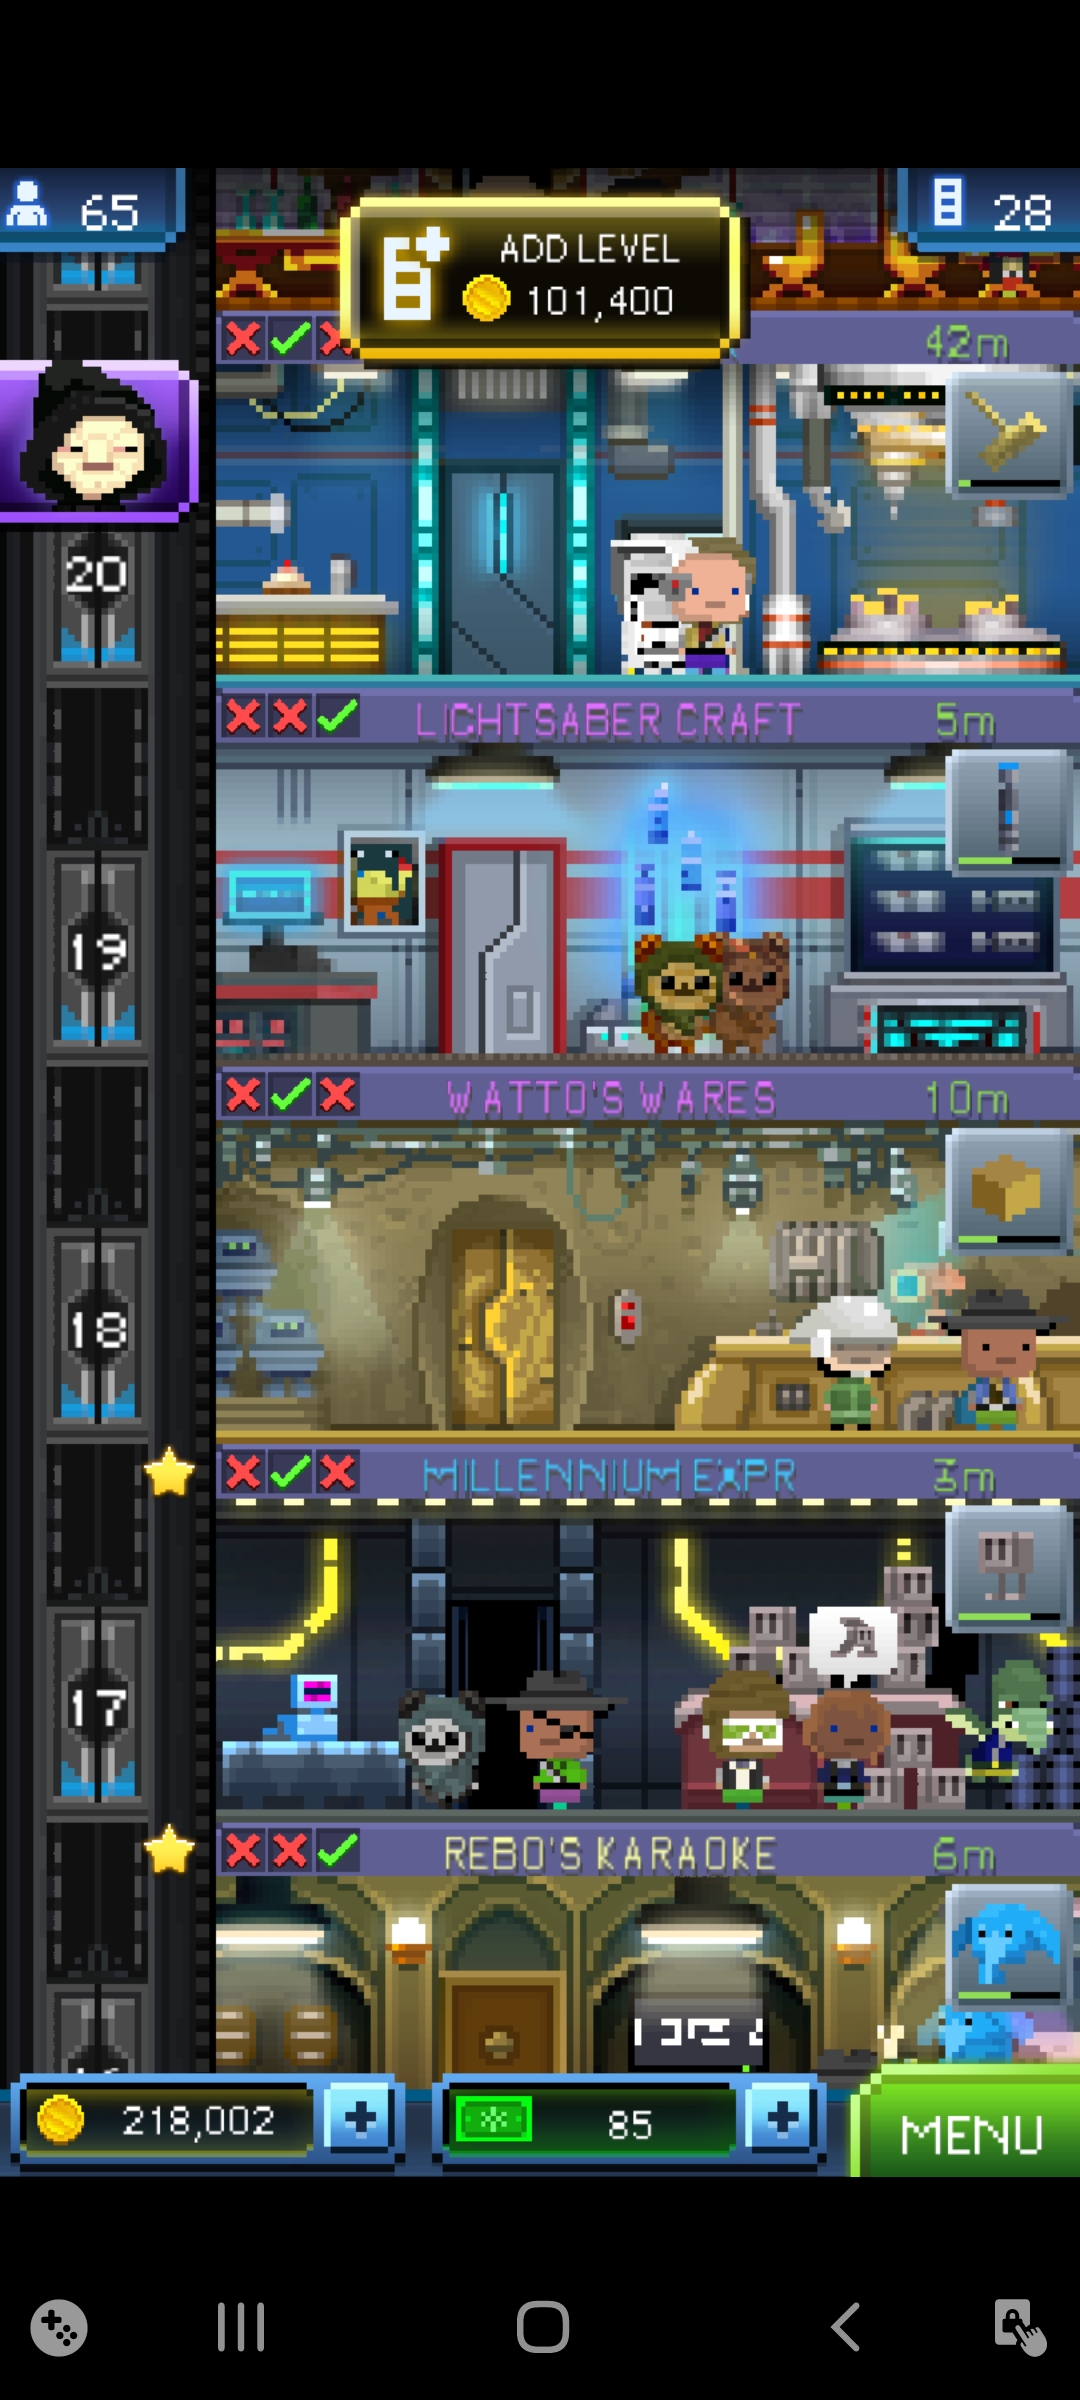 65
ADD LEVEL
101,400
28
42m
20
LIGHTSABER CRAFT
5m
19
WATTO'S WARES
10m
18
MILLENNIUM EXPR
3m
17
REBO'S KARAOKE
6m
218,002
85
MENU